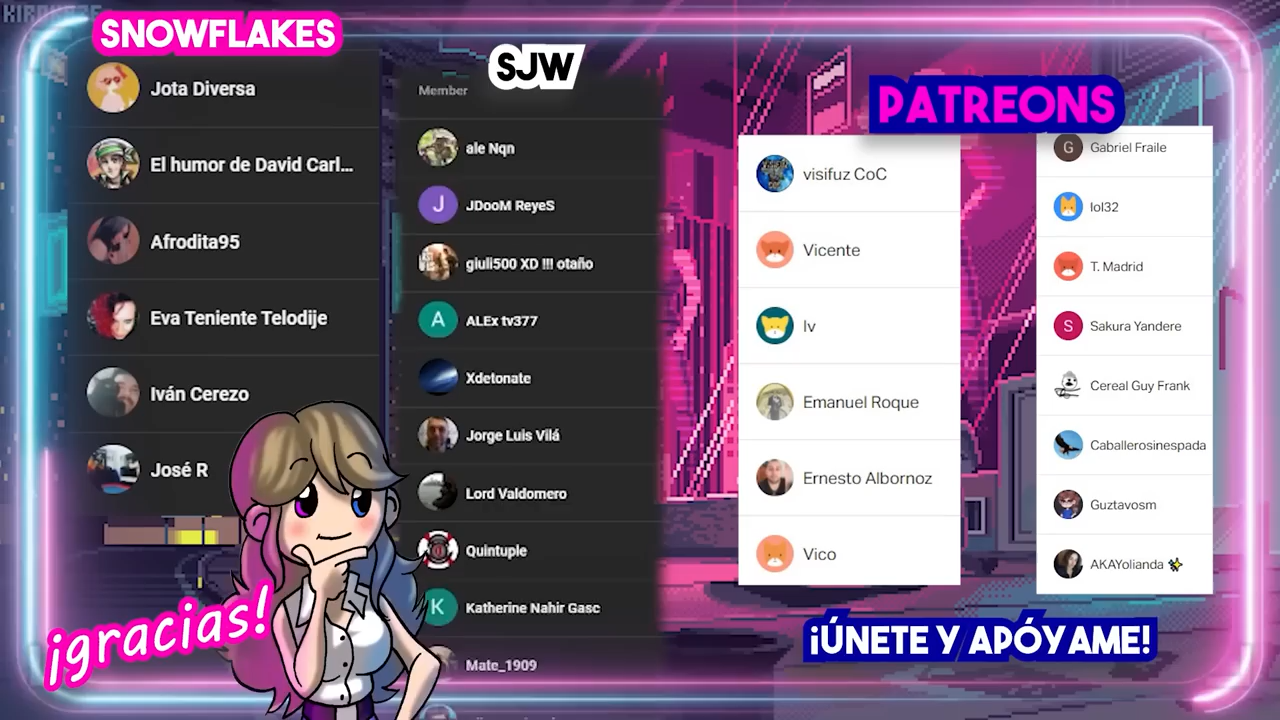 KIROKAZE
SNOWFLAKES
Jota Diversa
El humor de David Carl...
Afrodita95
Eva Teniente Telodije
Iván Cerezo
José R
¡gracias!
SJW
Member
ale Nqn
J
JDooM ReyeS
giuli500 XD !!! otaño
A
ALEx tv377
Xdetonate
Jorge Luis Vilá
Lord Valdomero
Quintuple
K
Katherine Nahir Gasc
Mate_1909
PATREONS
visifuz CoC
Vicente
Iv
Emanuel Roque
Ernesto Albornoz
Vico
G
Gabriel Fraile
lol32
T. Madrid
S
Sakura Yandere
Cereal Guy Frank
Caballerosinespada
Guztavosm
AKAYolianda ✨
¡ÚNETE Y APÓYAME!